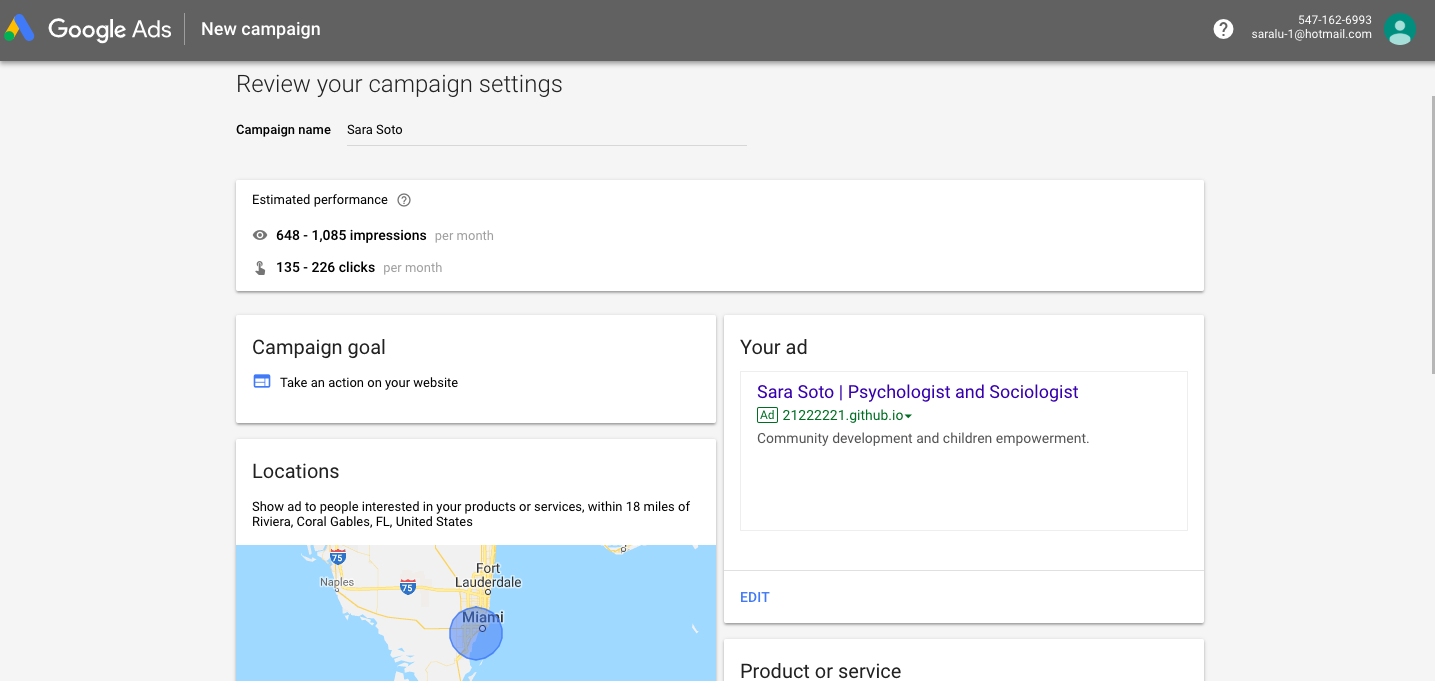 Google Ads
New campaign
547-162-6993
saralu-1@hotmail.com
Review your campaign settings
Campaign name
Sara Soto
Estimated performance
648 - 1,085 impressions per month
135 - 226 clicks per month
Campaign goal
Take an action on your website
Locations
Show ad to people interested in your products or services, within 18 miles of
Riviera, Coral Gables, FL, United States
75
Naples
75
Fort
Lauderdale
Miami
Your ad
Sara Soto | Psychologist and Sociologist
Ad 21222221.github.io
Community development and children empowerment.
EDIT
Product or service